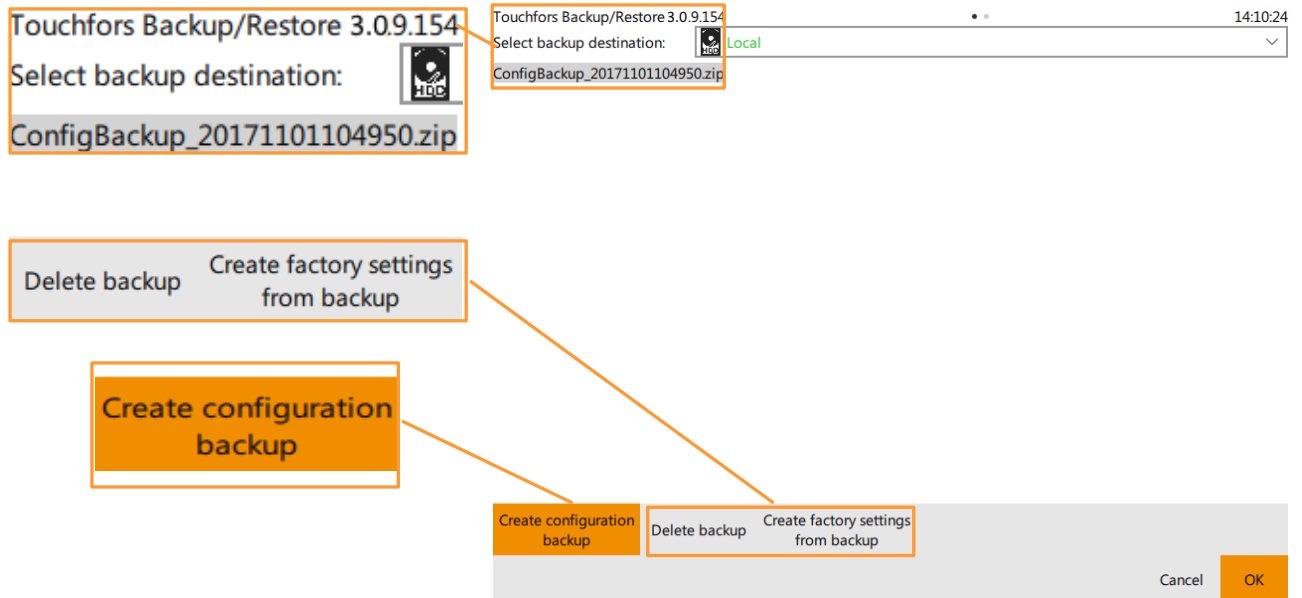 Touchfors Backup/Restore 3.0.9.154
Select backup destination:
HDD
ConfigBackup_20171101104950.zip
Delete backup
Create factory settings
from backup
Create configuration
backup
Touchfors Backup/Restore 3.0.9.154
14:10:24
Select backup destination:
HDD
Local
ConfigBackup_20171101104950.zip
Create configuration
backup
Delete backup
Create factory settings
from backup
Cancel
OK